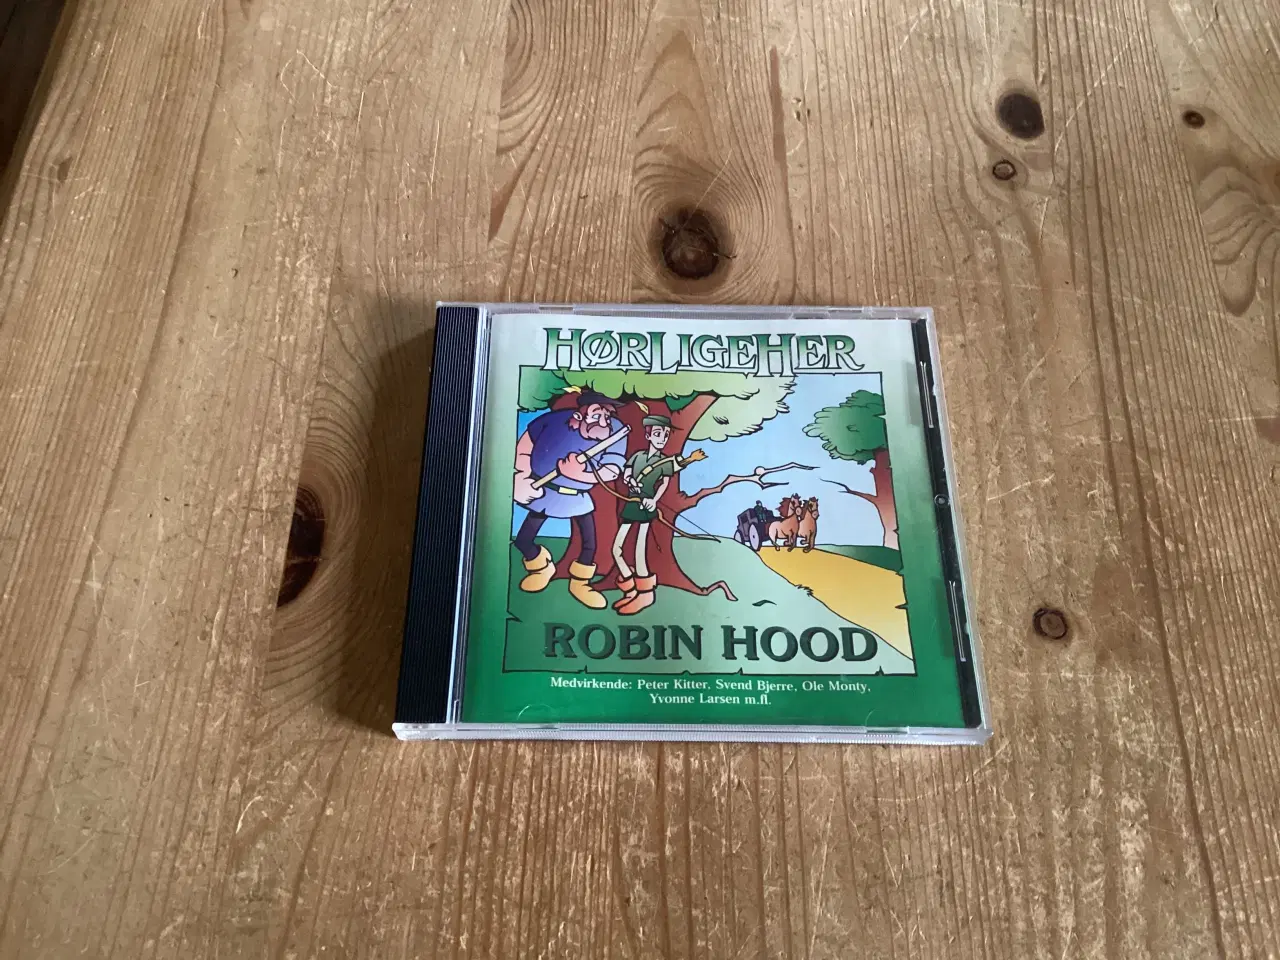 HØRLIGEHER
ROBIN HOOD
Medvirkende: Peter Kitter, Svend Bjerre, Ole Monty,
Yvonne Larsen m.fl.